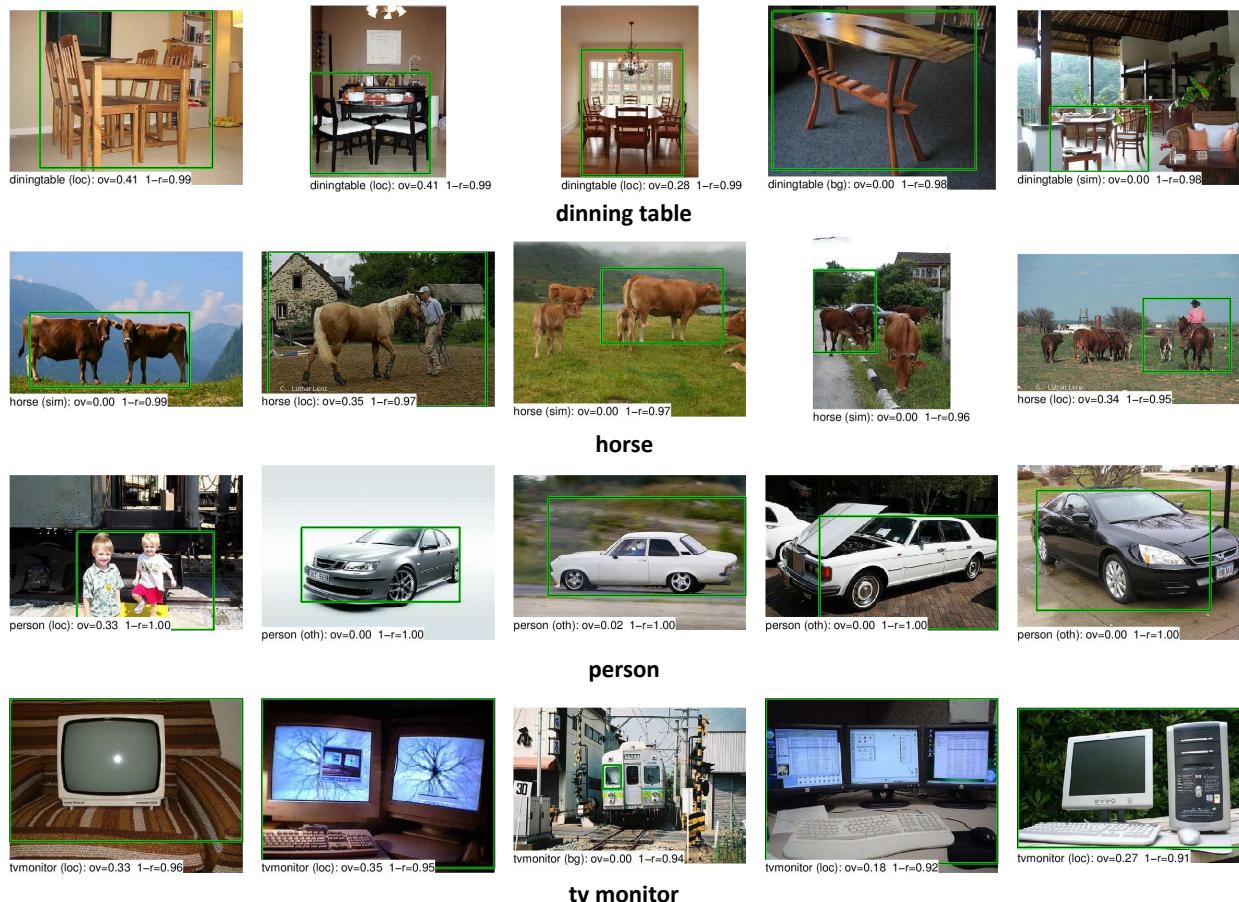 diningtable (loc): ov=0.41 1−r=0.99
diningtable (loc): ov=0.41 1−r=0.99
diningtable (loc): ov=0.28 1−r=0.99
diningtable (bg): ov=0.00 1−r=0.98
diningtable (sim): ov=0.00 1−r=0.98
dinning table
C. Lothar Lenz
C. Lothar Lenz
horse (sim): ov=0.00 1−r=0.99
horse (loc): ov=0.35 1−r=0.97
horse (sim): ov=0.00 1−r=0.97
horse (sim): ov=0.00 1−r=0.96
horse (loc): ov=0.34 1−r=0.95
horse
person (loc): ov=0.33 1−r=1.00
person (oth): ov=0.00 1−r=1.00
person (oth): ov=0.02 1−r=1.00
person (oth): ov=0.00 1−r=1.00
person (oth): ov=0.00 1−r=1.00
person
30
tvmonitor (loc): ov=0.33 1−r=0.96
tvmonitor (loc): ov=0.35 1−r=0.95
tvmonitor (bg): ov=0.00 1−r=0.94
tvmonitor (loc): ov=0.18 1−r=0.92
tvmonitor (loc): ov=0.27 1−r=0.91
tv monitor